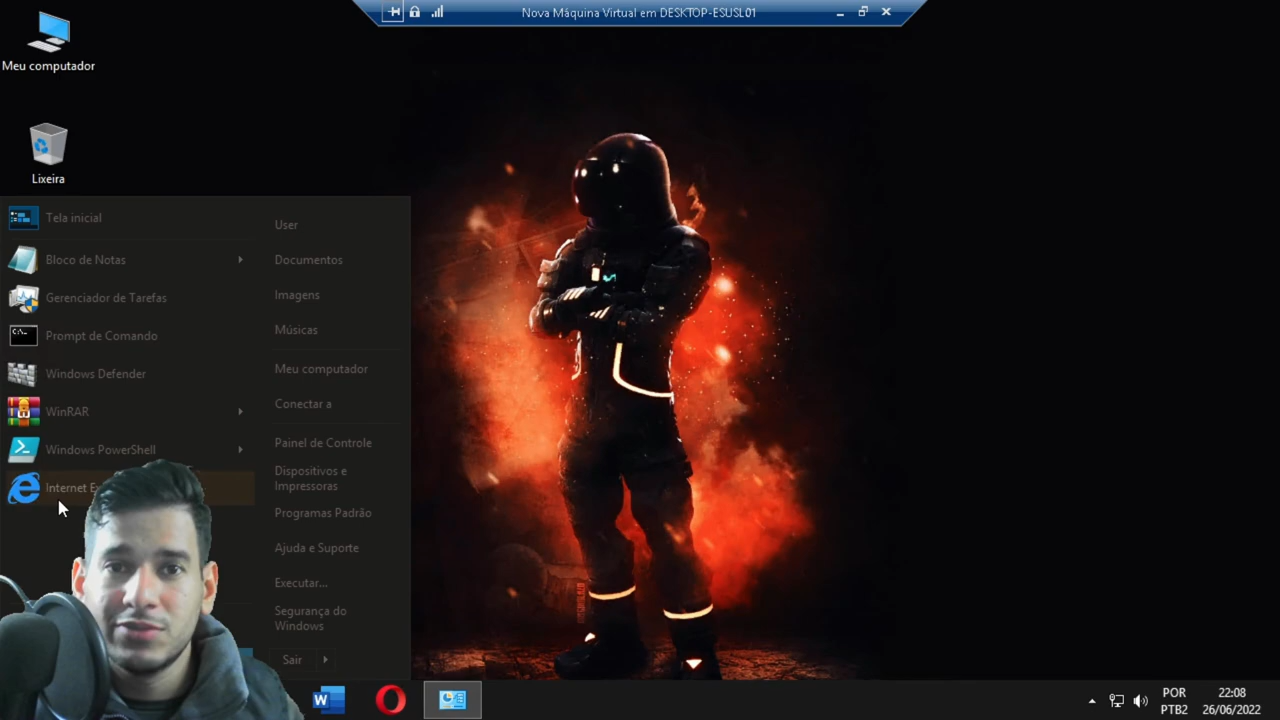 Nova Máquina Virtual em DESKTOP-ESUSL01
Meu computador
Lixeira
Tela inicial
Bloco de Notas
Gerenciador de Tarefas
Prompt de Comando
Windows Defender
WinRAR
Windows PowerShell
Internet
User
Documentos
Imagens
Músicas
Meu computador
Conectar a
Painel de Controle
Dispositivos e
Impressoras
Programas Padrão
Ajuda e Suporte
Executar...
Segurança do
Windows
Sair
POR
PTB2
22:08
26/06/2022